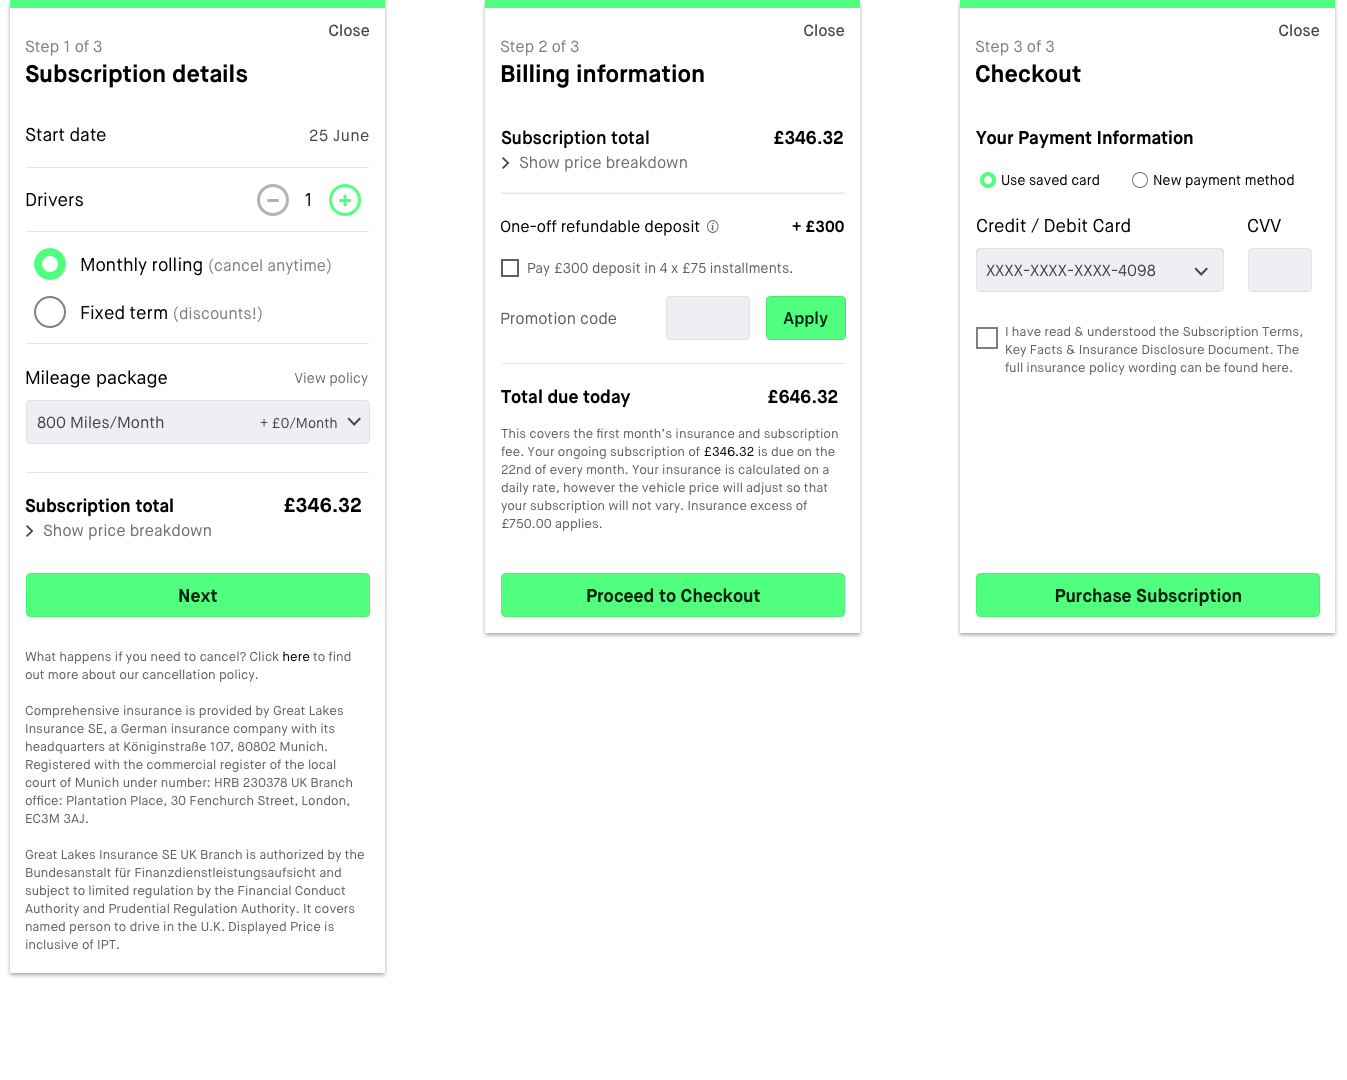 Close
Step 1 of 3
Subscription details
Start date 25 June
Drivers 1
Monthly rolling (cancel anytime)
Fixed term (discounts!)
Mileage package View policy
800 Miles/Month + £0/Month
Subscription total £346.32
Show price breakdown
Next
What happens if you need to cancel? Click here to find
out more about our cancellation policy.
Comprehensive insurance is provided by Great Lakes
Insurance SE, a German insurance company with its
headquarters at Königinstraße 107, 80802 Munich.
Registered with the commercial register of the local
court of Munich under number: HRB 230378 UK Branch
office: Plantation Place, 30 Fenchurch Street, London,
EC3M 3AJ.
Great Lakes Insurance SE UK Branch is authorized by the
Bundesanstalt für Finanzdienstleistungsaufsicht and
subject to limited regulation by the Financial Conduct
Authority and Prudential Regulation Authority. It covers
named person to drive in the U.K. Displayed Price is
inclusive of IPT.
Close
Step 2 of 3
Billing information
Subscription total £346.32
Show price breakdown
One-off refundable deposit + £300
Pay £300 deposit in 4 x £75 installments.
Promotion code Apply
Total due today £646.32
This covers the first month's insurance and subscription
fee. Your ongoing subscription of £346.32 is due on the
22nd of every month. Your insurance is calculated on a
daily rate, however the vehicle price will adjust so that
your subscription will not vary. Insurance excess of
£750.00 applies.
Proceed to Checkout
Close
Step 3 of 3
Checkout
Your Payment Information
Use saved card New payment method
Credit / Debit Card CVV
XXXX-XXXX-XXXX-4098
I have read & understood the Subscription Terms,
Key Facts & Insurance Disclosure Document. The
full insurance policy wording can be found here.
Purchase Subscription